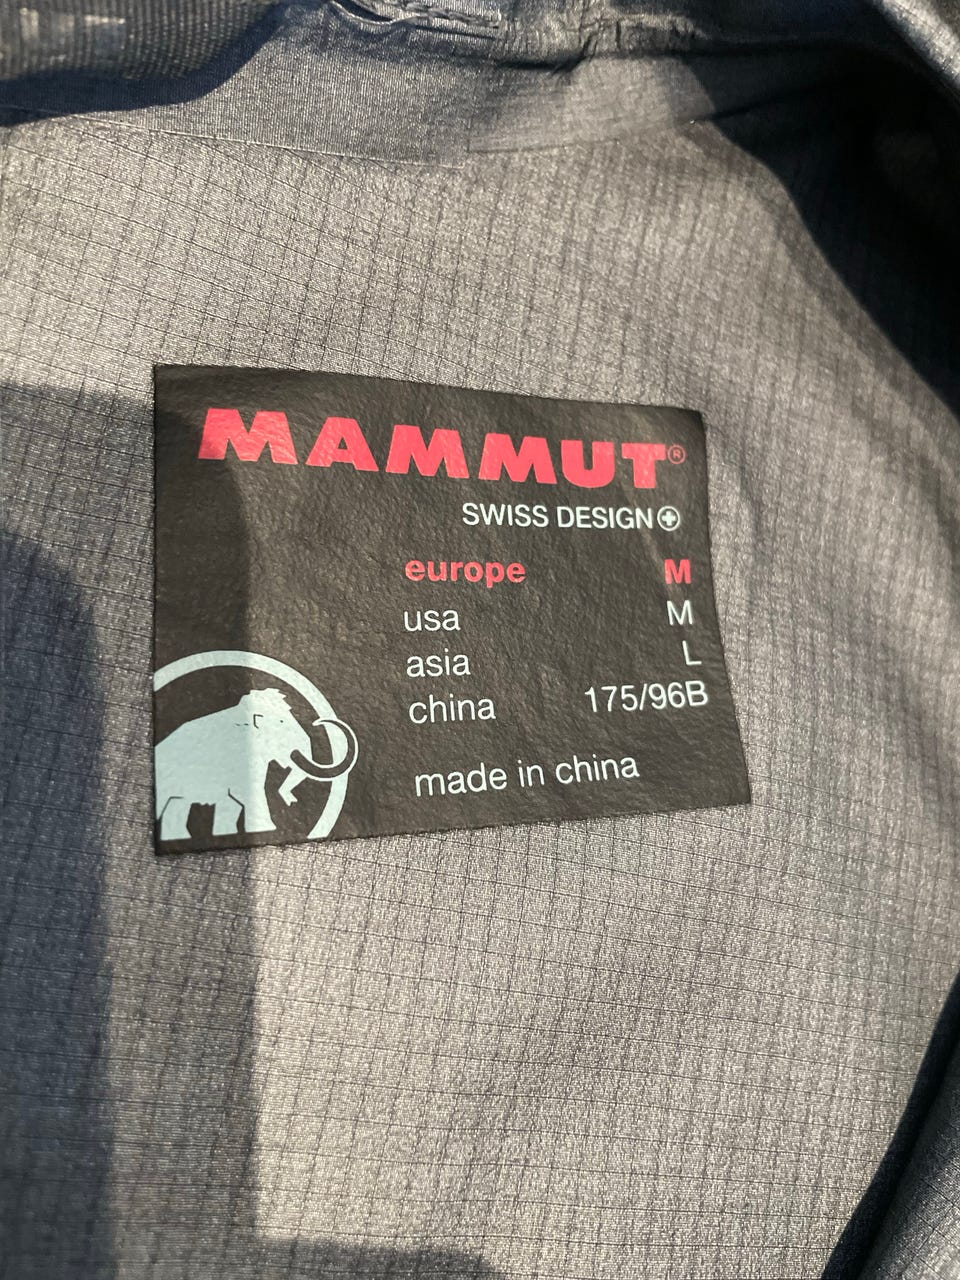 MAMMUT®
SWISS DESIGN
europe M
usa M
asia L
china 175/96B
made in china